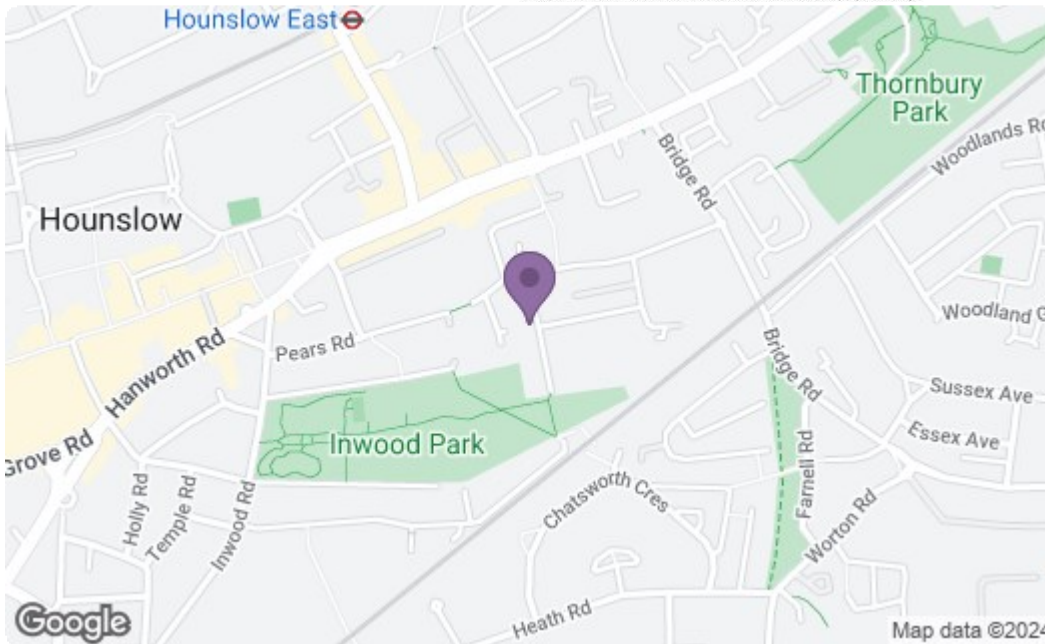 Hounslow East
Thornbury
Park
Woodlands Rd
Bridge Rd
Hounslow
Woodland G
Hanworth Rd
Pears Rd
Bridge Rd
Sussex Ave
Essex Ave
Grove Rd
Inwood Park
Farnell Rd
Holly Rd
Temple Rd
Inwood Rd
Chatsworth Cres
Worton Rd
Heath Rd
Google
Map data ©2024